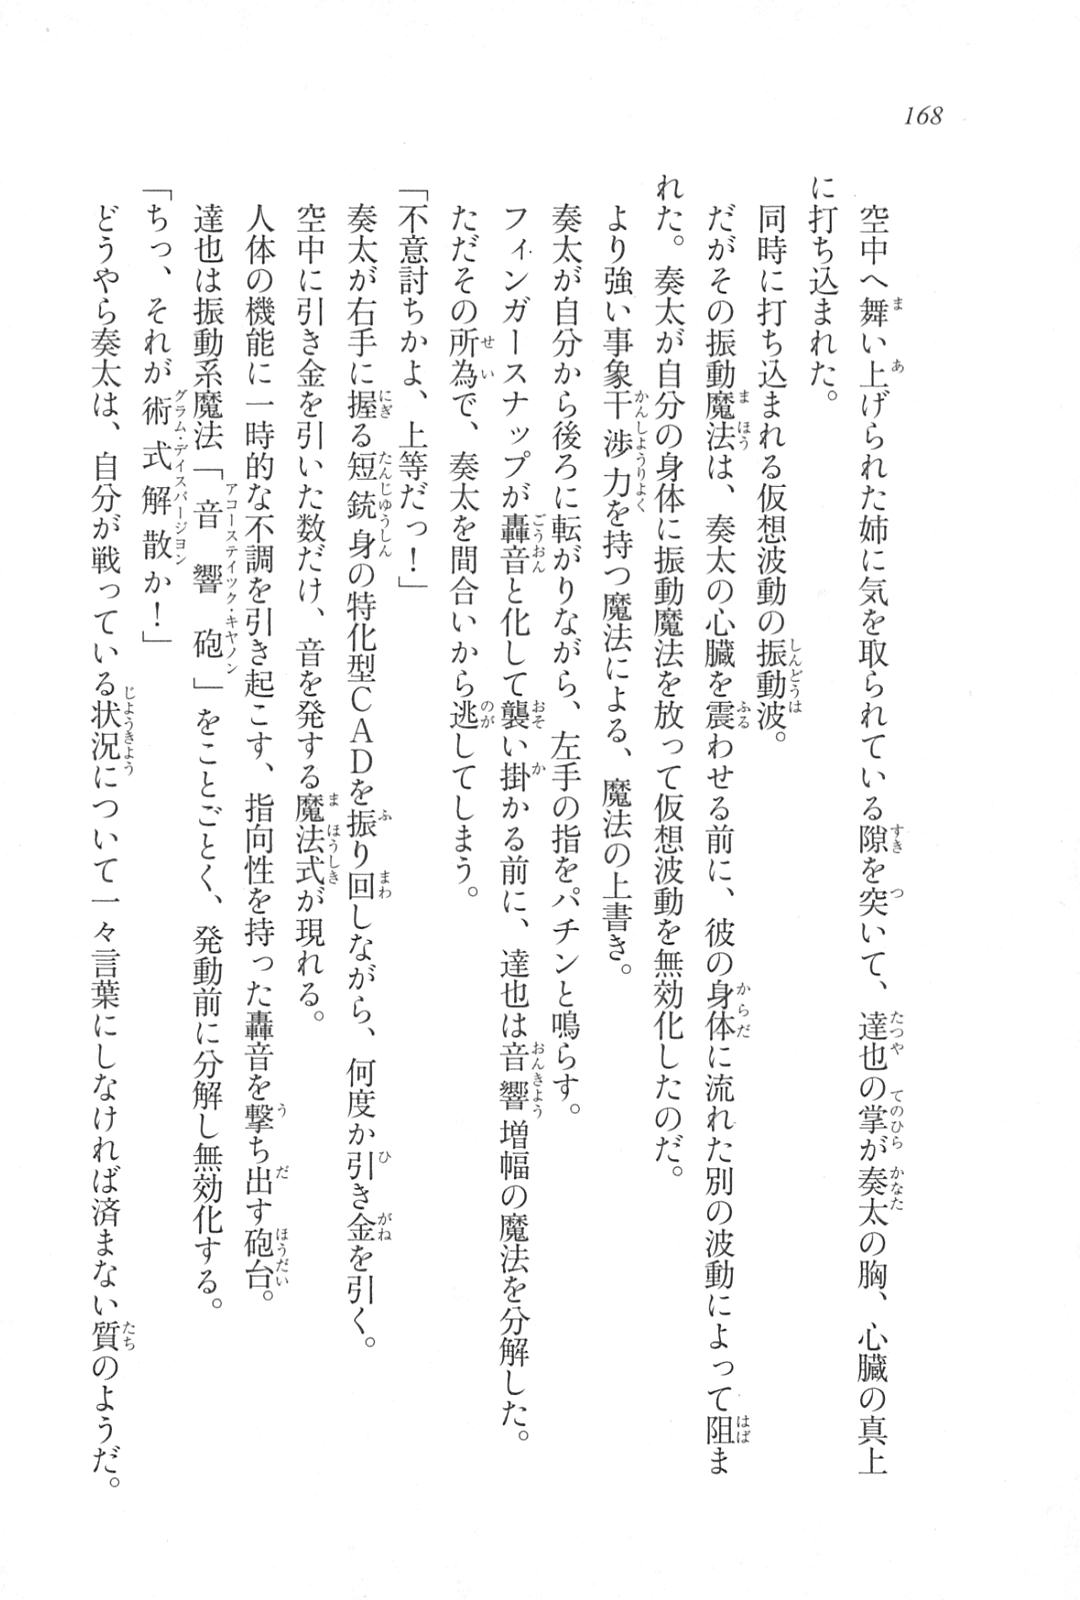 168
空中へ舞い上げられた姉に気を取られている隙を突いて、達也の掌が奏太の胸、心臓の真上
に打ち込まれた。
同時に打ち込まれる仮想波動の振動波。
だがその振動魔法は、奏太の心臓を震わせる前に、彼の身体に流れた別の波動によって阻ま
れた。奏太が自分の身体に振動魔法を放って仮想波動を無効化したのだ。
より強い事象干渉力を持つ魔法による、魔法の上書き。
奏太が自分から後ろに転がりながら、左手の指をパチンと鳴らす。
フィンガースナップが轟音と化して襲い掛かる前に、達也は音響増幅の魔法を分解した。
ただその所為で、奏太を間合いから逃してしまう。
「不意討ちかよ、上等だっ！」
奏太が右手に握る短銃身の特化型ＣＡＤを振り回しながら、何度か引き金を引く。
空中に引き金を引いた数だけ、音を発する魔法式が現れる。
人体の機能に一時的な不調を引き起こす、指向性を持った轟音を撃ち出す砲台。
達也は振動系魔法「音響砲」をことごとく、発動前に分解し無効化する。
「ちっ、それが術式解散か！」
どうやら奏太は、自分が戦っている状況について一々言葉にしなければ済まない質のようだ。